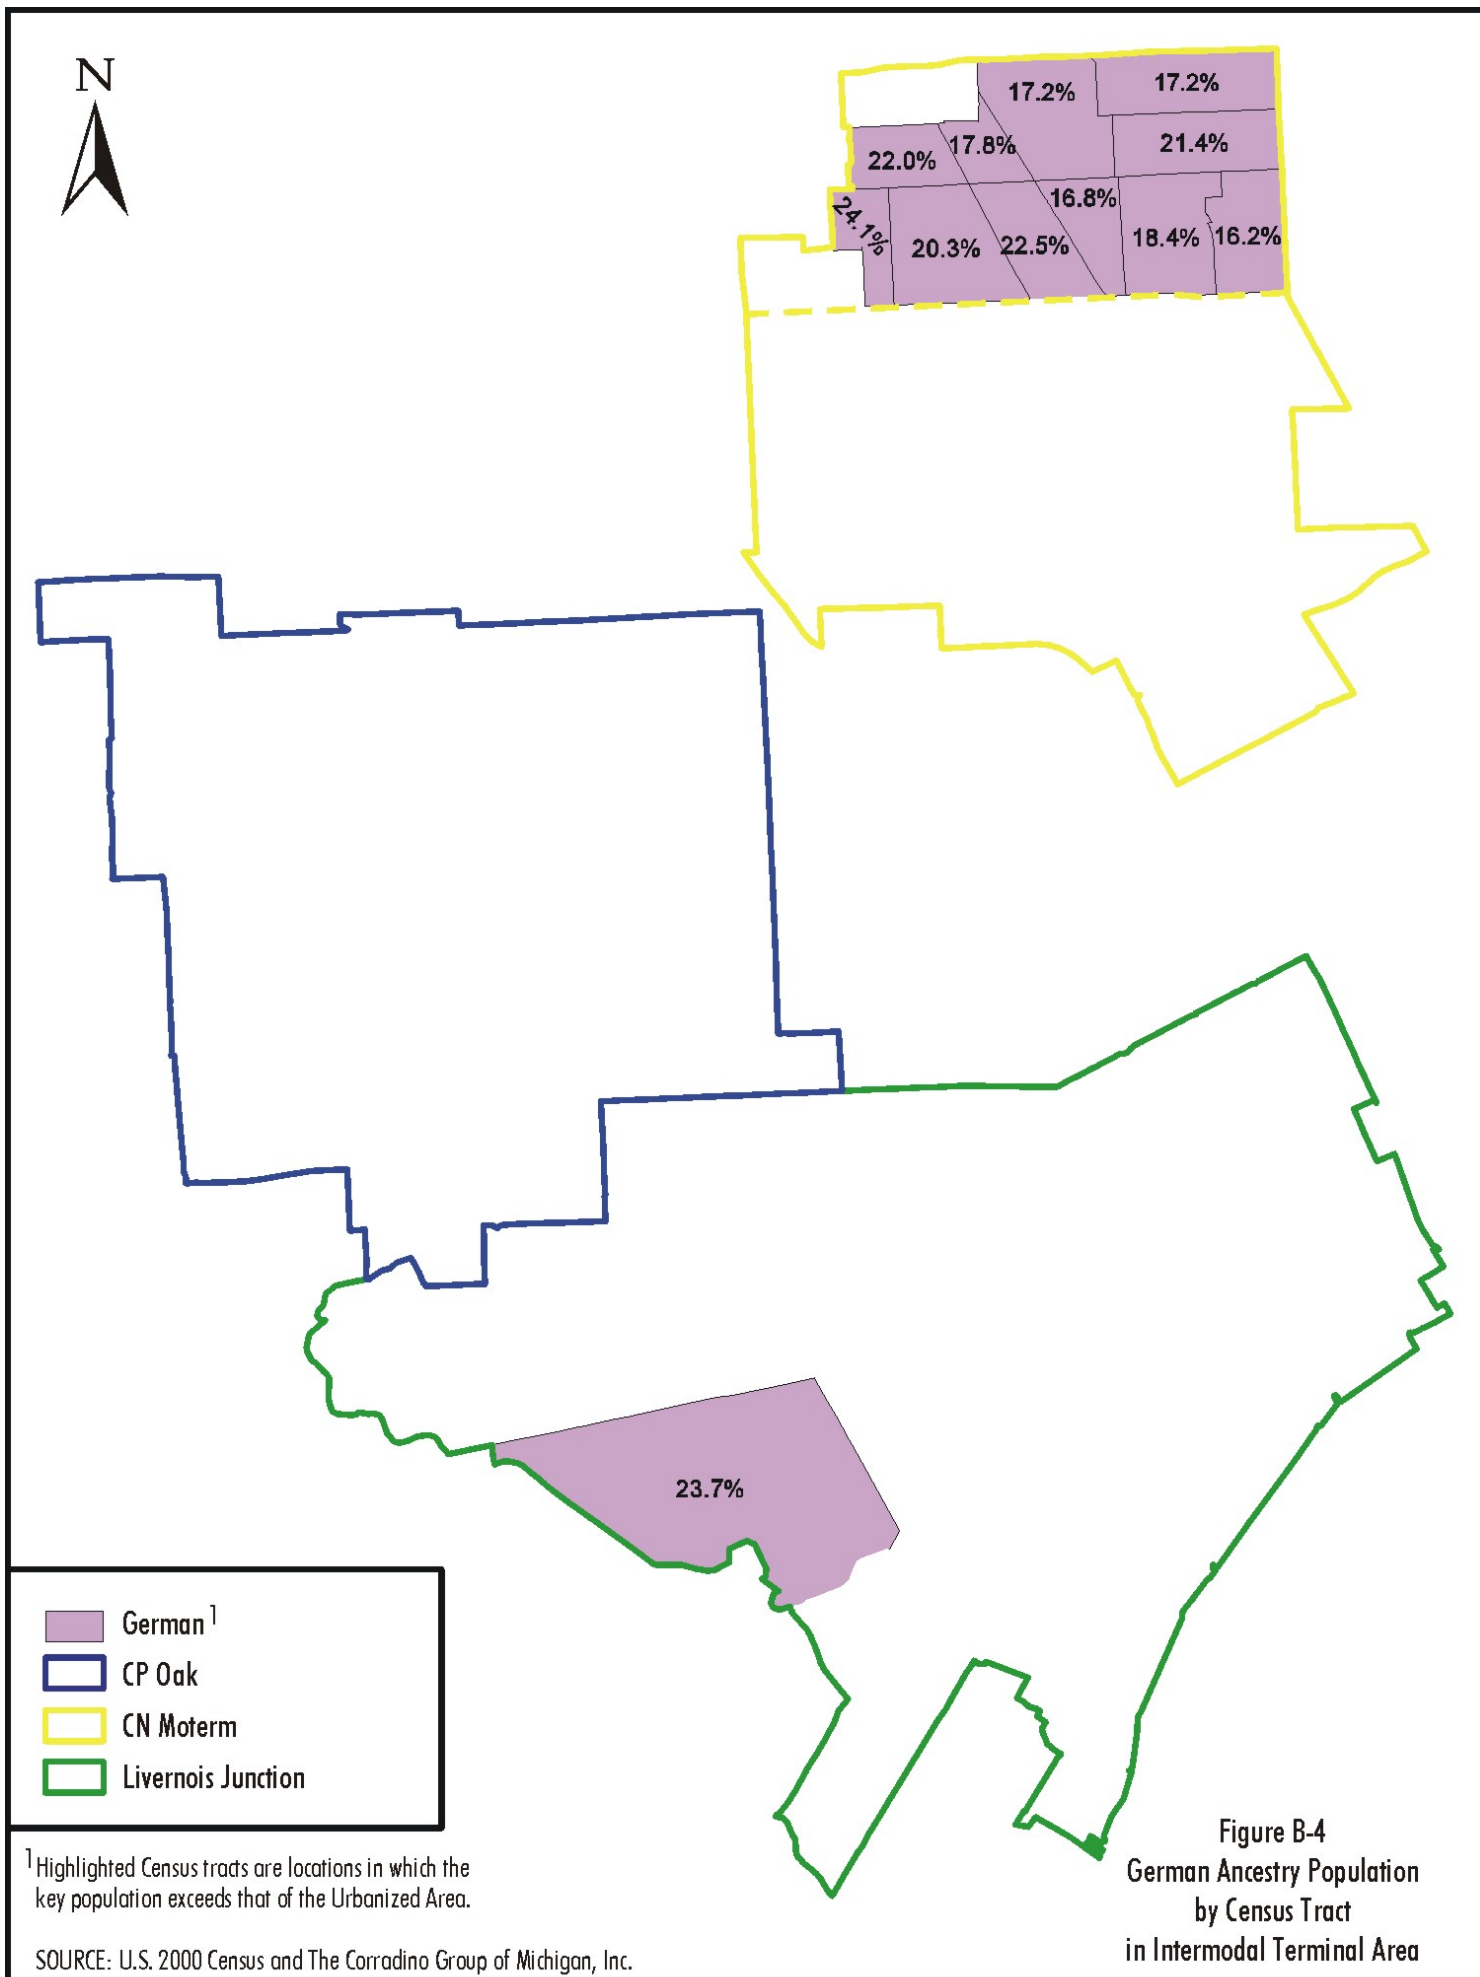 N
17.2%
17.2%
17.8%
21.4%
22.0%
16.8%
24.1%
20.3%
22.5%
18.4%
16.2%
23.7%
German 1
CP Oak
CN Moterm
Livernois Junction
1 Highlighted Census tracts are locations in which the
key population exceeds that of the Urbanized Area.
SOURCE: U.S. 2000 Census and The Corradino Group of Michigan, Inc.
Figure B-4
German Ancestry Population
by Census Tract
in Intermodal Terminal Area